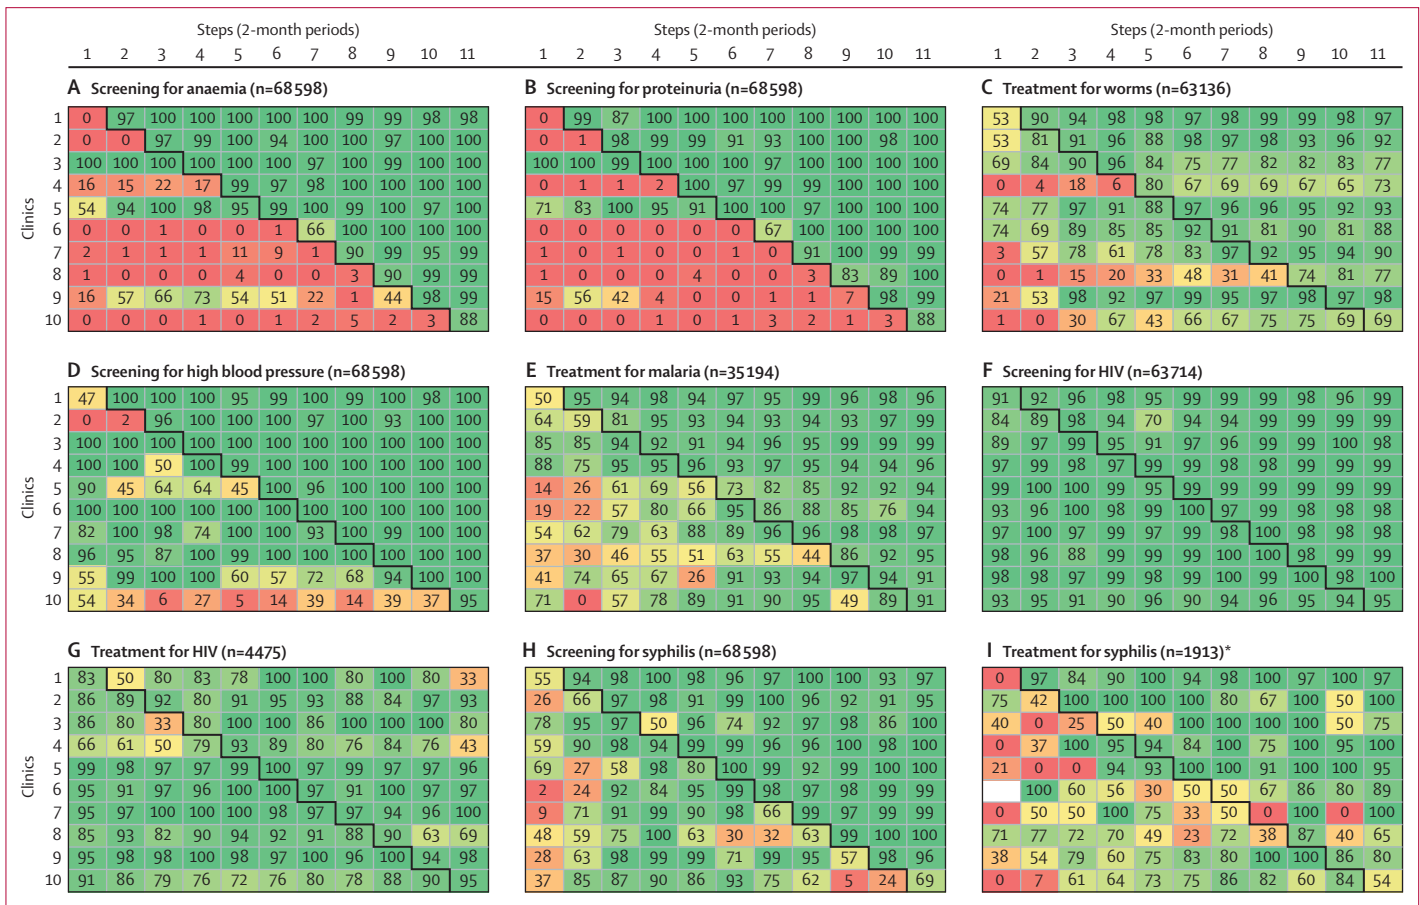 Steps (2-month periods) Steps (2-month periods) Steps (2-month periods)
1 2 3 4 5 6 7 8 9 10 11 1 2 3 4 5 6 7 8 9 10 11 1 2 3 4 5 6 7 8 9 10 11
A Screening for anaemia (n=68598)
Clinics
1 0 97 100 100 100 100 100 99 99 98 98
2 0 0 97 99 100 94 100 100 97 100 100
3 100 100 100 100 100 100 97 100 99 100 100
4 16 15 22 17 99 97 98 100 100 100 100
5 54 94 100 98 95 99 100 99 100 97 100
6 0 0 1 0 0 1 66 100 100 100 100
7 2 1 1 1 11 9 1 90 99 95 99
8 1 0 0 0 4 0 0 3 90 99 99
9 16 57 66 73 54 51 22 1 44 98 99
10 0 0 0 1 0 1 2 5 2 3 88
B Screening for proteinuria (n=68598)
0 99 87 100 100 100 100 100 100 100 100
0 1 98 99 99 91 93 100 100 98 100
100 100 99 100 100 100 97 100 100 100 100
0 1 1 2 100 97 99 99 100 100 100
71 83 100 95 91 100 100 97 100 100 100
0 0 0 0 0 0 67 100 100 100 100
1 0 1 0 0 1 0 91 100 99 99
1 0 0 0 4 0 0 3 83 89 100
15 56 42 4 0 0 1 1 7 98 99
0 0 0 1 0 1 3 2 1 3 88
C Treatment for worms (n=63136)
53 90 94 98 98 97 98 99 99 98 97
53 81 91 96 88 98 97 98 93 96 92
69 84 90 96 84 75 77 82 82 83 77
0 4 18 6 80 67 69 69 67 65 73
74 77 97 91 88 97 96 96 95 92 93
74 69 89 85 85 92 91 81 90 81 88
3 57 78 61 78 83 97 92 95 94 90
0 1 15 20 33 48 31 41 74 81 77
21 53 98 92 97 99 95 97 98 97 98
1 0 30 67 43 66 67 75 75 69 69
D Screening for high blood pressure (n=68598)
Clinics
1 47 100 100 100 95 99 100 99 100 98 100
2 0 2 96 100 100 100 97 100 93 100 100
3 100 100 100 100 100 100 100 100 100 100 100
4 100 100 50 100 99 100 100 100 100 100 100
5 90 45 64 64 45 100 96 100 100 100 100
6 100 100 100 100 100 100 100 100 100 100 100
7 82 100 98 74 100 100 93 100 99 100 100
8 96 95 87 100 99 100 100 100 100 100 100
9 55 99 100 100 60 57 72 68 94 100 100
10 54 34 6 27 5 14 39 14 39 37 95
E Treatment for malaria (n=35194)
50 95 94 98 94 97 95 99 96 98 96
64 59 81 95 93 94 93 94 93 97 99
85 85 94 92 91 94 96 95 99 99 99
88 75 95 95 96 93 97 95 94 94 96
14 26 61 69 56 73 82 85 92 92 94
19 22 57 80 66 95 86 88 85 76 94
54 62 79 63 88 89 96 96 98 98 97
37 30 46 55 51 63 55 44 86 92 95
41 74 65 67 26 91 93 94 97 94 91
71 0 57 78 89 91 90 95 49 89 91
F Screening for HIV (n=63714)
91 92 96 98 95 99 99 99 98 96 99
84 89 98 94 70 94 94 99 99 99 99
89 97 99 95 91 97 96 99 99 100 98
97 99 98 97 99 99 98 98 99 99 99
99 100 100 99 95 99 99 99 99 99 99
93 96 100 98 99 100 97 99 98 98 98
97 100 97 99 97 99 98 100 98 98 98
98 96 88 99 99 99 100 100 98 99 99
98 98 97 99 98 99 100 99 100 98 100
93 95 91 90 96 90 94 96 95 94 95
G Treatment for HIV (n=4475)
Clinics
1 83 50 80 83 78 100 100 80 100 80 33
2 86 89 92 80 91 95 93 88 84 97 93
3 86 80 33 80 100 100 86 100 100 100 80
4 66 61 50 79 93 89 80 76 84 76 43
5 99 98 97 97 99 100 97 99 97 97 96
6 95 91 97 96 100 100 97 91 100 97 97
7 95 97 100 100 100 98 97 97 94 96 100
8 85 93 82 90 94 92 91 88 90 63 69
9 95 98 98 100 98 97 100 96 100 94 98
10 91 86 79 76 72 76 80 78 88 90 95
H Screening for syphilis (n=68598)
55 94 98 100 98 96 97 100 100 93 97
26 66 97 98 91 99 100 96 92 91 95
78 95 97 50 96 74 92 97 98 86 100
59 90 98 94 99 99 96 96 100 98 100
69 27 58 98 80 100 99 92 99 100 100
2 24 92 84 95 99 98 97 98 99 99
9 71 91 99 90 98 66 99 97 99 99
48 59 75 100 63 30 32 63 99 100 100
28 63 98 99 99 71 99 95 57 98 96
37 85 87 90 86 93 75 62 5 24 69
I Treatment for syphilis (n=1913)*
0 97 84 90 100 94 98 100 97 100 97
75 42 100 100 100 100 80 67 100 50 100
40 0 25 50 40 100 100 100 100 50 75
0 37 100 95 94 84 100 75 100 95 100
21 0 0 94 93 100 100 91 100 100 95
100 60 56 30 50 50 67 86 80 89
0 50 50 100 75 33 50 0 100 0 100
71 77 72 70 49 23 72 38 87 40 65
38 54 79 60 75 83 80 100 100 86 80
0 7 61 64 73 75 86 82 60 84 54